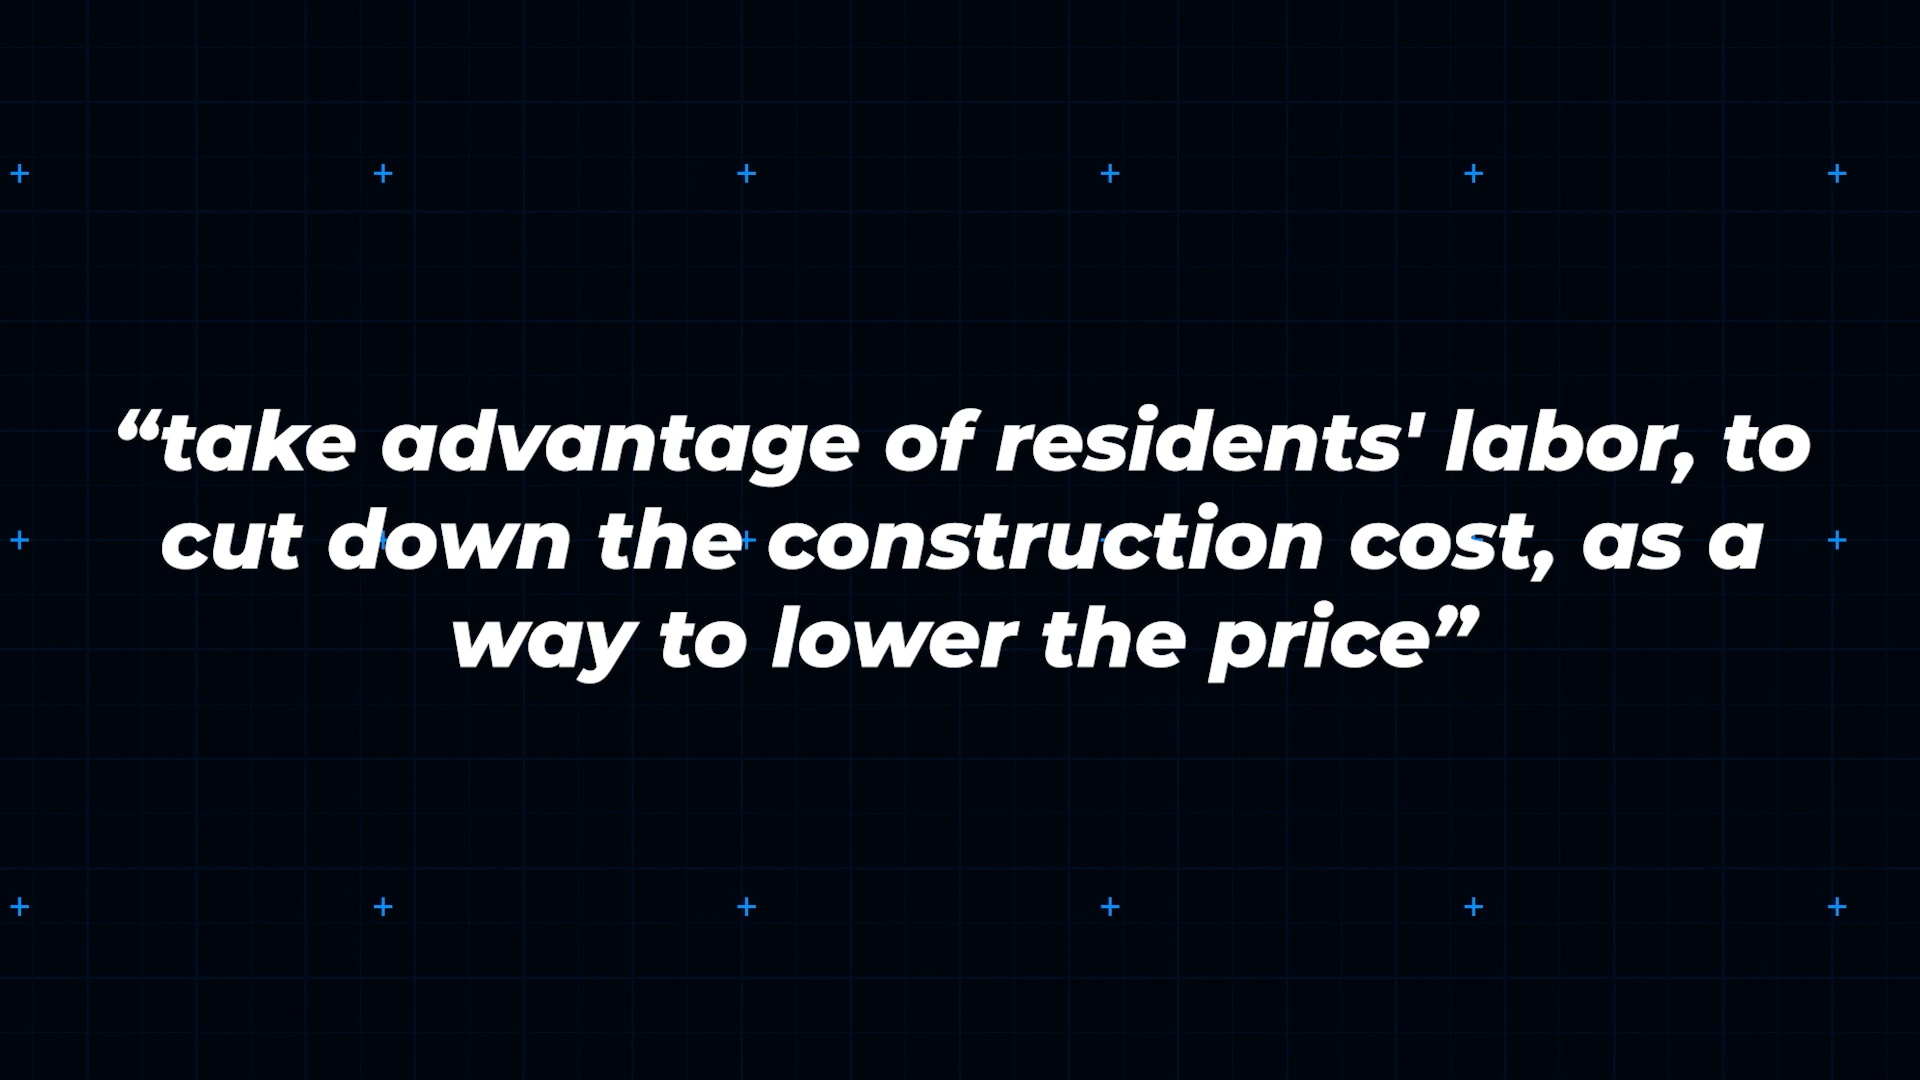 “take advantage of residents' labor, to
cut down the construction cost, as a
way to lower the price”